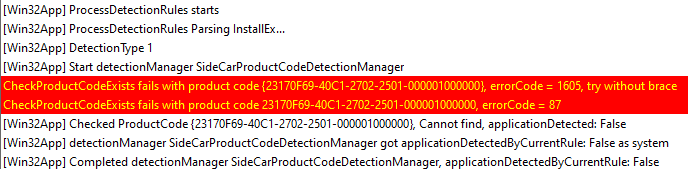 [Win32App] ProcessDetectionRules starts
[Win32App] ProcessDetectionRules Parsing InstallEx...
[Win32App] DetectionType 1
[Win32App] Start detectionManager SideCarProductCodeDetectionManager
CheckProductCodeExists fails with product code {23170F69-40C1-2702-2501-000001000000}, errorCode = 1605, try without brace
CheckProductCodeExists fails with product code 23170F69-40C1-2702-2501-000001000000, errorCode = 87
[Win32App] Checked ProductCode {23170F69-40C1-2702-2501-000001000000}, Cannot find, applicationDetected: False
[Win32App] detectionManager SideCarProductCodeDetectionManager got applicationDetectedByCurrentRule: False as system
[Win32App] Completed detectionManager SideCarProductCodeDetectionManager, applicationDetectedByCurrentRule: False